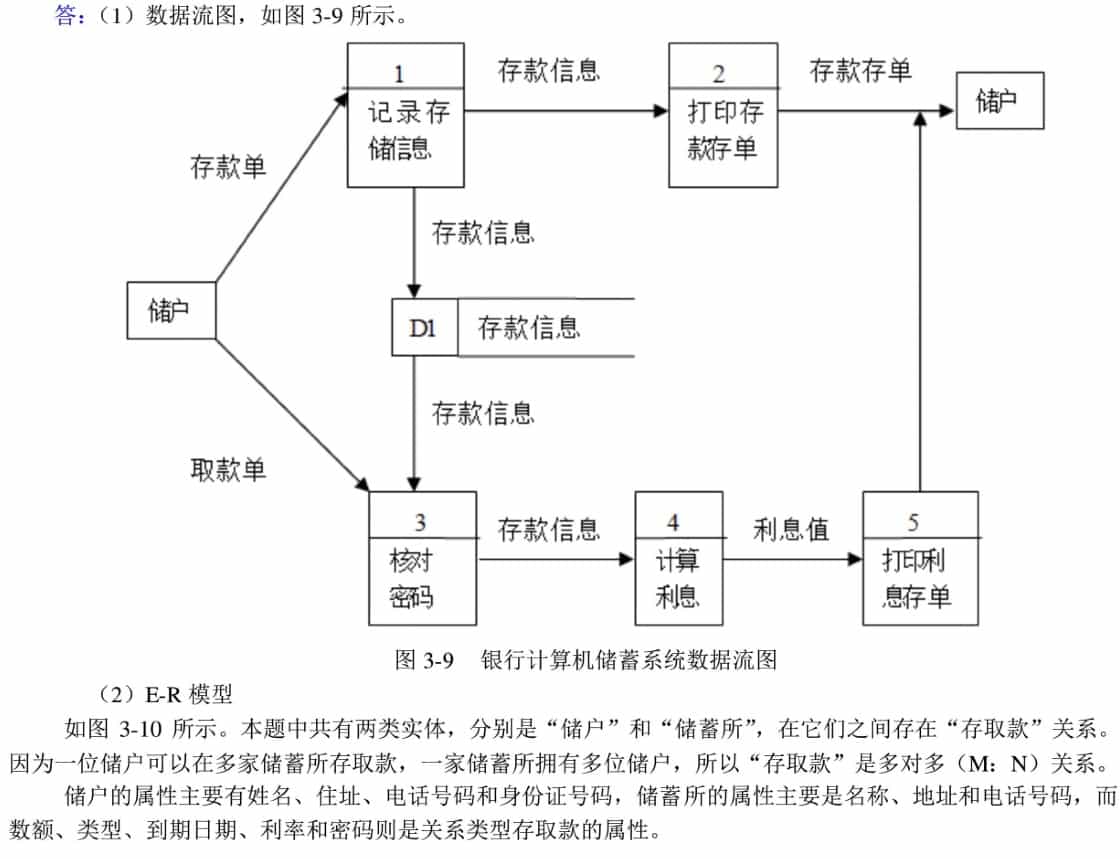 答：（1）数据流图，如图 3-9 所示。
1
存款信息
2
存款存单
记录存
储信息
打印存
款存单
储户
存款单
存款信息
储户
D1
存款信息
存款信息
取款单
3
存款信息
4
利息值
5
核对
密码
计算
利息
打印利
息存单
图 3-9 银行计算机储蓄系统数据流图
（2）E-R 模型
如图 3-10 所示。本题中共有两类实体，分别是“储户”和“储蓄所”，在它们之间存在“存取款”关系。
因为一位储户可以在多家储蓄所存取款，一家储蓄所拥有多位储户，所以“存取款”是多对多（M：N）关系。
储户的属性主要有姓名、住址、电话号码和身份证号码，储蓄所的属性主要是名称、地址和电话号码，而
数额、类型、到期日期、利率和密码则是关系类型存取款的属性。